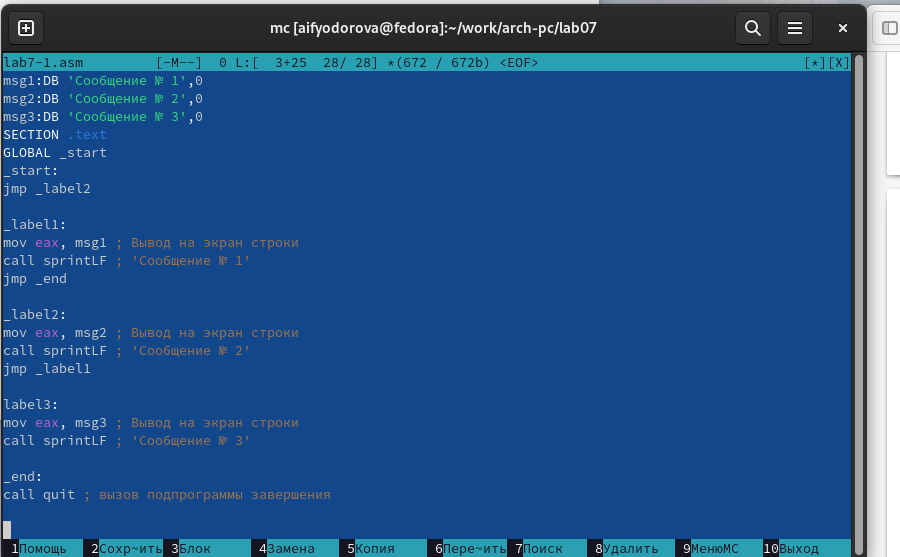 mc [aifyodorova@fedora]:~/work/arch-pc/lab07
lab7-1.asm [-M--] 0 L:[ 3+25 28/ 28] *(672 / 672b) <EOF> [*][X]
msg1:DB 'Сообщение № 1',0
msg2:DB 'Сообщение № 2',0
msg3:DB 'Сообщение № 3',0
SECTION .text
GLOBAL _start
_start:
jmp _label2
_label1:
mov eax, msg1 ; Вывод на экран строки
call sprintLF ; 'Сообщение № 1'
jmp _end
_label2:
mov eax, msg2 ; Вывод на экран строки
call sprintLF ; 'Сообщение № 2'
jmp _label1
label3:
mov eax, msg3 ; Вывод на экран строки
call sprintLF ; 'Сообщение № 3'
_end:
call quit ; вызов подпрограммы завершения
1Помощь 2Сохр~ить 3Блок 4Замена 5Копия 6Пере~ить 7Поиск 8Удалить 9МенюМС 10Выход